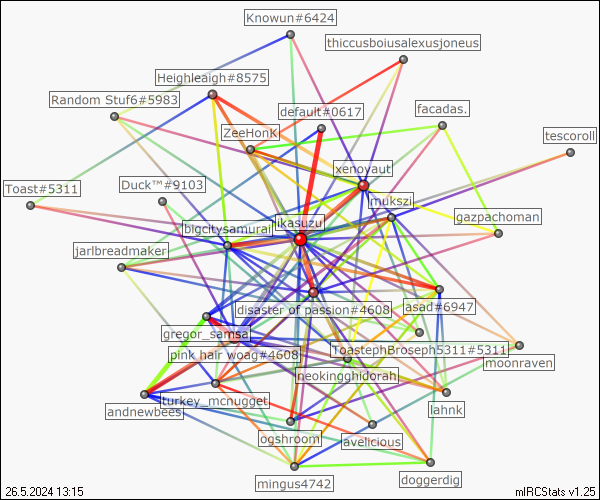 Knowun#6424
thiccusboiusalexusjoneus
Heighleaigh#8575
Random Stuf6#5983
default#0617
facadas.
ZeeHonK
tescoroll
xenovaut
Toast#5311
Duck™#9103
mukszi
gazpachoman
ikasuzu
bigcitysamurai
jarlbreadmaker
disaster of passion#4608
asad#6947
gregor_samsa
pink hair woag#4608
ToastephBroseph5311#5311
moonraven
neokingghidorah
turkey_mcnugget
andnewbees
lahnk
ogshroom
avelicious
mingus4742
doggerdig
26.5.2024 13:15
mIRCStats v1.25